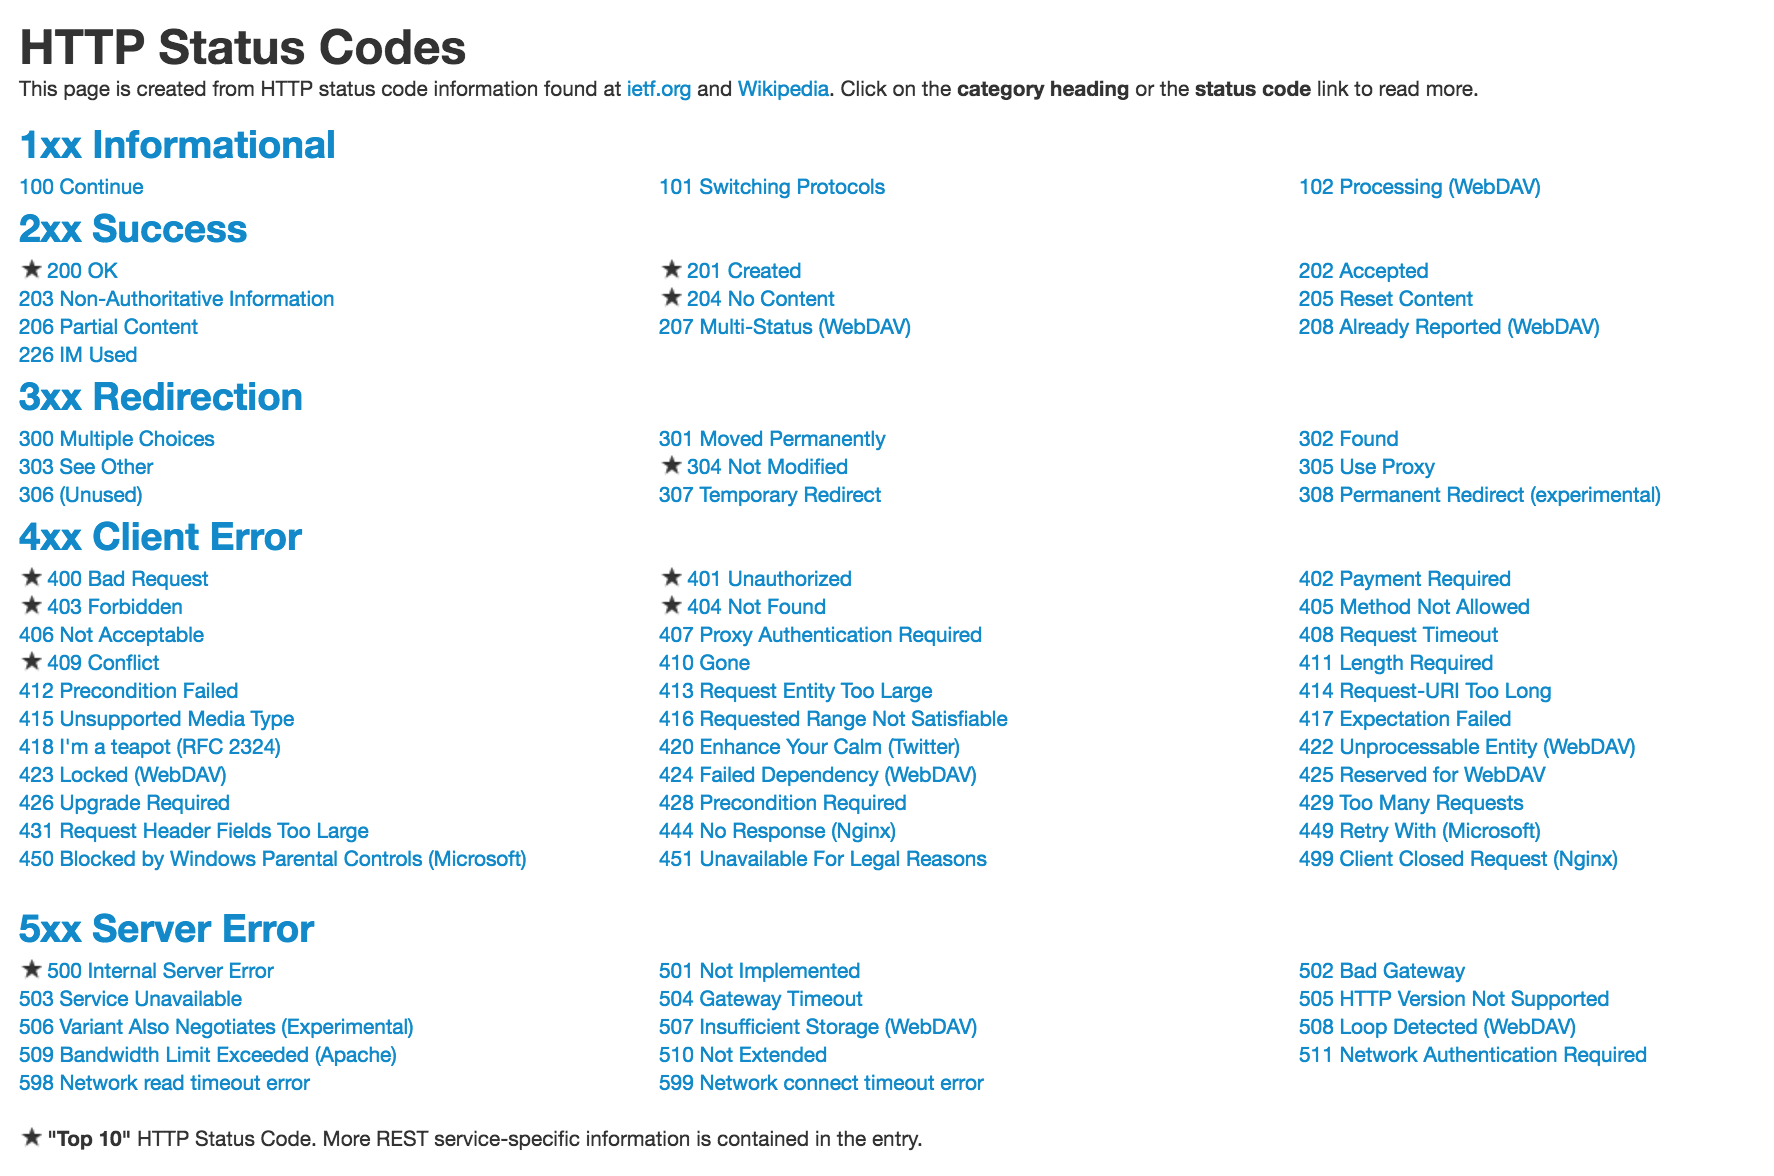 HTTP Status Codes
This page is created from HTTP status code information found at ietf.org and Wikipedia. Click on the category heading or the status code link to read more.
1xx Informational
100 Continue 101 Switching Protocols 102 Processing (WebDAV)
2xx Success
★ 200 OK ★ 201 Created 202 Accepted
203 Non-Authoritative Information ★ 204 No Content 205 Reset Content
206 Partial Content 207 Multi-Status (WebDAV) 208 Already Reported (WebDAV)
226 IM Used
3xx Redirection
300 Multiple Choices 301 Moved Permanently 302 Found
303 See Other ★ 304 Not Modified 305 Use Proxy
306 (Unused) 307 Temporary Redirect 308 Permanent Redirect (experimental)
4xx Client Error
★ 400 Bad Request ★ 401 Unauthorized 402 Payment Required
★ 403 Forbidden ★ 404 Not Found 405 Method Not Allowed
406 Not Acceptable 407 Proxy Authentication Required 408 Request Timeout
★ 409 Conflict 410 Gone 411 Length Required
412 Precondition Failed 413 Request Entity Too Large 414 Request-URI Too Long
415 Unsupported Media Type 416 Requested Range Not Satisfiable 417 Expectation Failed
418 I'm a teapot (RFC 2324) 420 Enhance Your Calm (Twitter) 422 Unprocessable Entity (WebDAV)
423 Locked (WebDAV) 424 Failed Dependency (WebDAV) 425 Reserved for WebDAV
426 Upgrade Required 428 Precondition Required 429 Too Many Requests
431 Request Header Fields Too Large 444 No Response (Nginx) 449 Retry With (Microsoft)
450 Blocked by Windows Parental Controls (Microsoft) 451 Unavailable For Legal Reasons 499 Client Closed Request (Nginx)
5xx Server Error
★ 500 Internal Server Error 501 Not Implemented 502 Bad Gateway
503 Service Unavailable 504 Gateway Timeout 505 HTTP Version Not Supported
506 Variant Also Negotiates (Experimental) 507 Insufficient Storage (WebDAV) 508 Loop Detected (WebDAV)
509 Bandwidth Limit Exceeded (Apache) 510 Not Extended 511 Network Authentication Required
598 Network read timeout error 599 Network connect timeout error
★ "Top 10" HTTP Status Code. More REST service-specific information is contained in the entry.